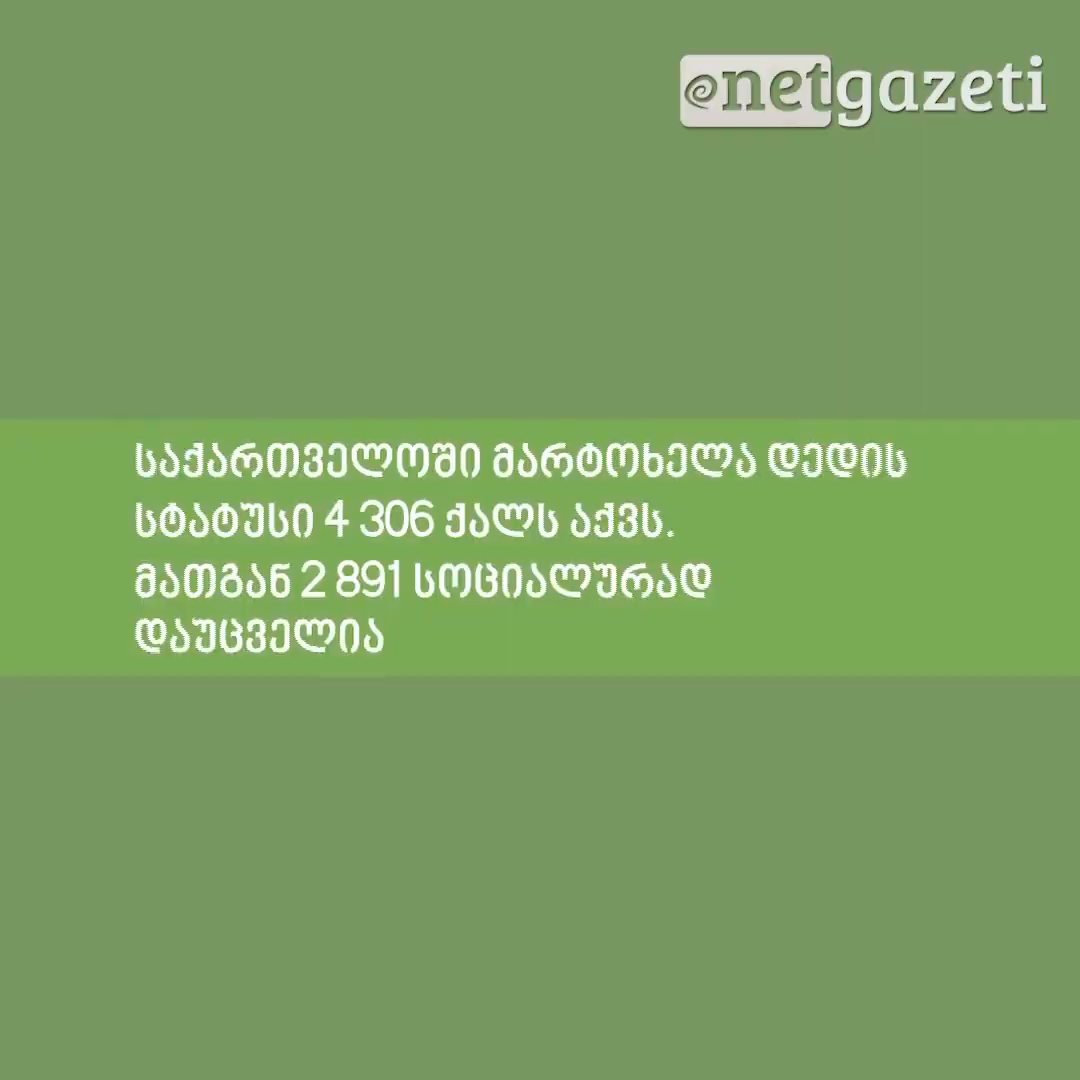 netgazeti
საქართველოში მარტოხელა დედის
სტატუსი 4 306 ქალს აქვს.
მათგან 2 891 სოციალურად
დაუცველია